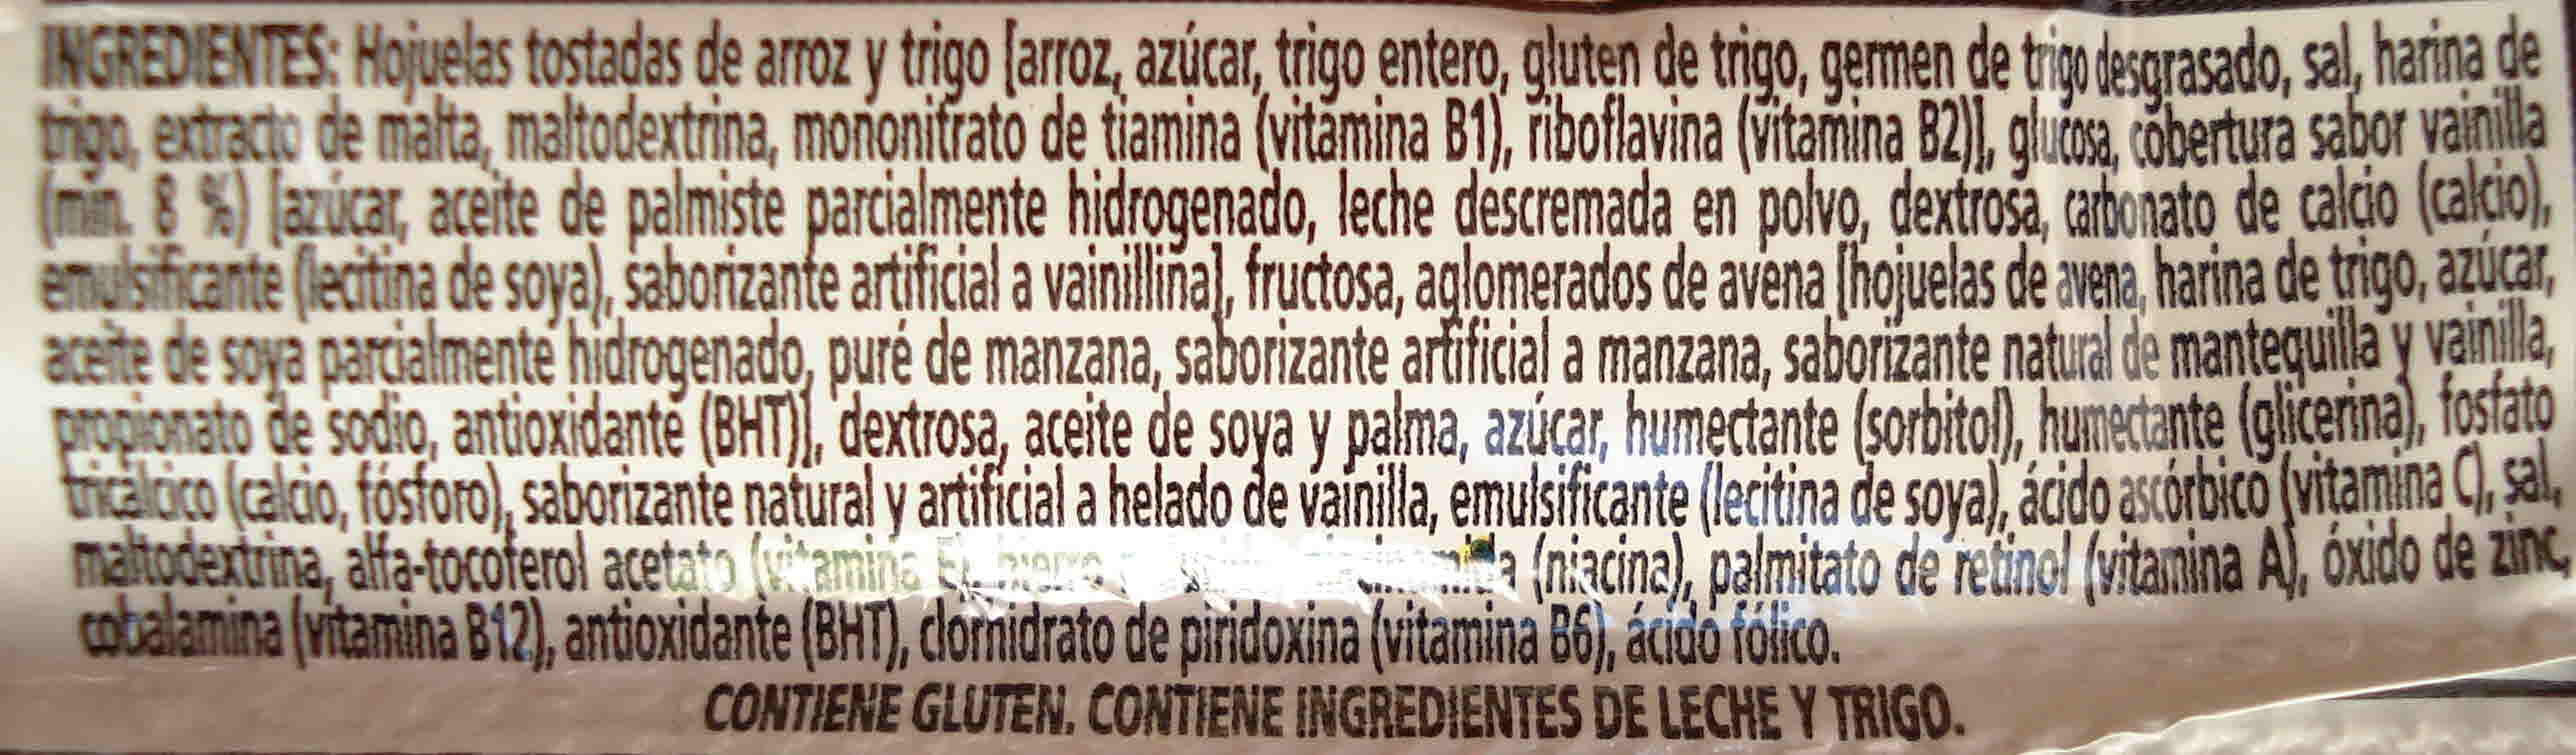 INGREDIENTES: Hojuelas tostadas de arroz y trigo [arroz, azúcar, trigo entero, gluten de trigo, germen de trigo desgrasado, sal, harina de
trigo, extracto de malta, maltodextrina, mononitrato de tiamina (vitamina B1), riboflavina (vitamina B2)], glucosa, cobertura sabor vainilla
(mín. 8 %) [azúcar, aceite de palmiste parcialmente hidrogenado, leche descremada en polvo, dextrosa, carbonato de calcio (calcio),
emulsificante (lecitina de soya), saborizante artificial a vainillina], fructosa, aglomerados de avena [hojuelas de avena, harina de trigo, azúcar,
aceite de soya parcialmente hidrogenado, puré de manzana, saborizante artificial a manzana, saborizante natural de mantequilla y vainilla,
propionato de sodio, antioxidante (BHT)], dextrosa, aceite de soya y palma, azúcar, humectante (sorbitol), humectante (glicerina), fosfato
tricálcico (calcio, fósforo), saborizante natural y artificial a helado de vainilla, emulsificante (lecitina de soya), ácido ascórbico (vitamina C), sal,
maltodextrina, alfa-tocoferol acetato (vitamina E), hierro (niacina), palmitato de retinol (vitamina A), óxido de zinc,
cobalamina (vitamina B12), antioxidante (BHT), clorhidrato de piridoxina (vitamina B6), ácido fólico.
CONTIENE GLUTEN. CONTIENE INGREDIENTES DE LECHE Y TRIGO.